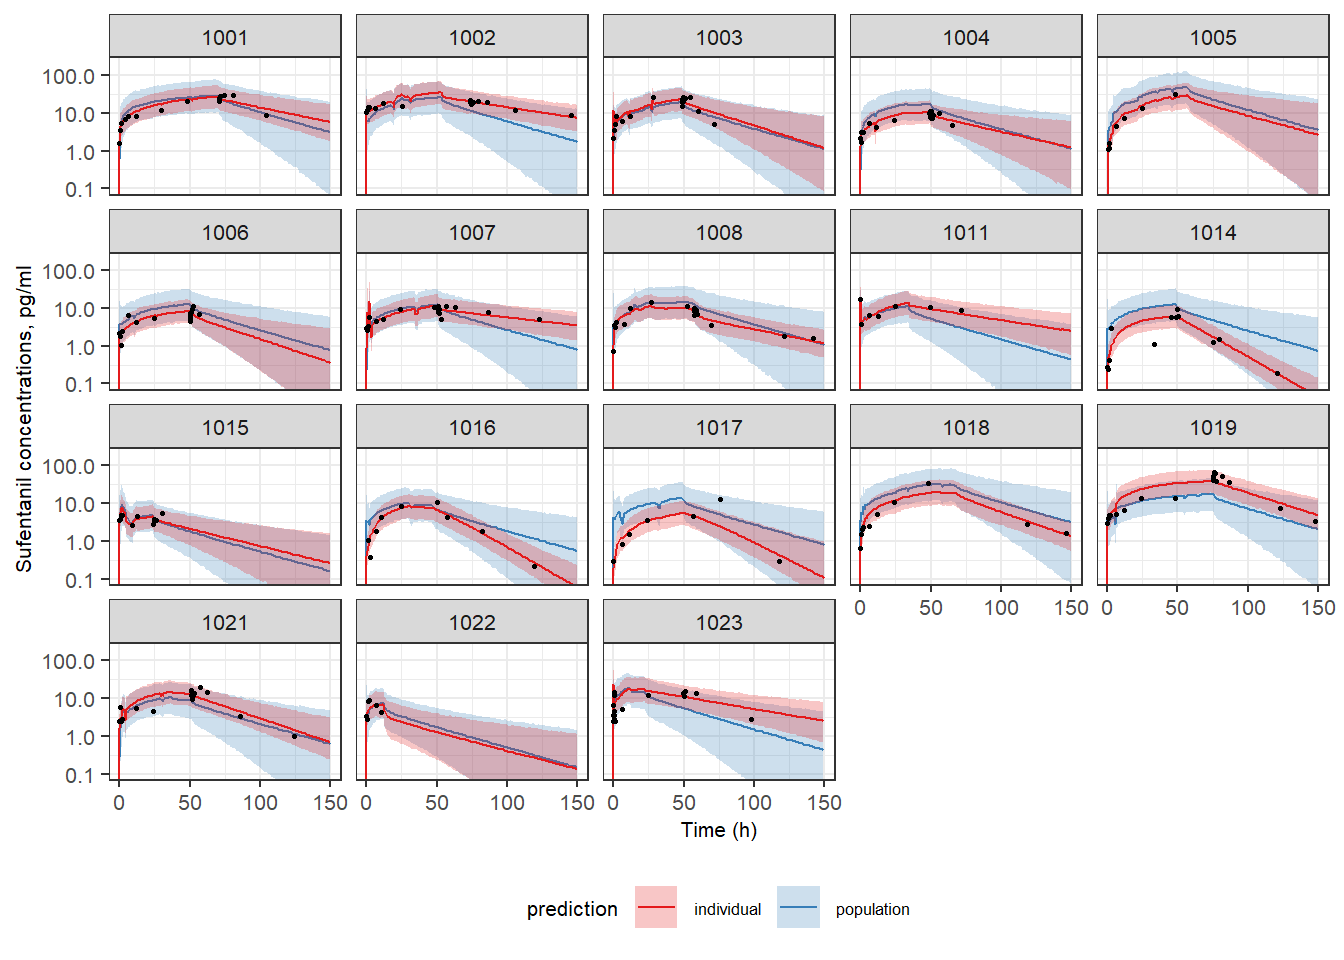 1001 1002 1003 1004 1005
100.0
10.0
1.0
0.1
1006 1007 1008 1011 1014
100.0
10.0
1.0
0.1
Sufentanil concentrations, pg/ml
1015 1016 1017 1018 1019
100.0
10.0
1.0
0.1
0 50 100 150 0 50 100 150
1021 1022 1023
100.0
10.0
1.0
0.1
0 50 100 150 0 50 100 150 0 50 100 150
Time (h)
prediction individual population